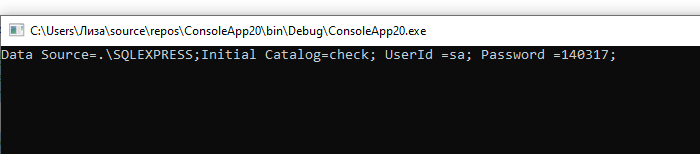 C:\Users\Лиза\source\repos\ConsoleApp20\bin\Debug\ConsoleApp20.exe
Data Source=.\SQLEXPRESS;Initial Catalog=check; UserId =sa; Password =140317;